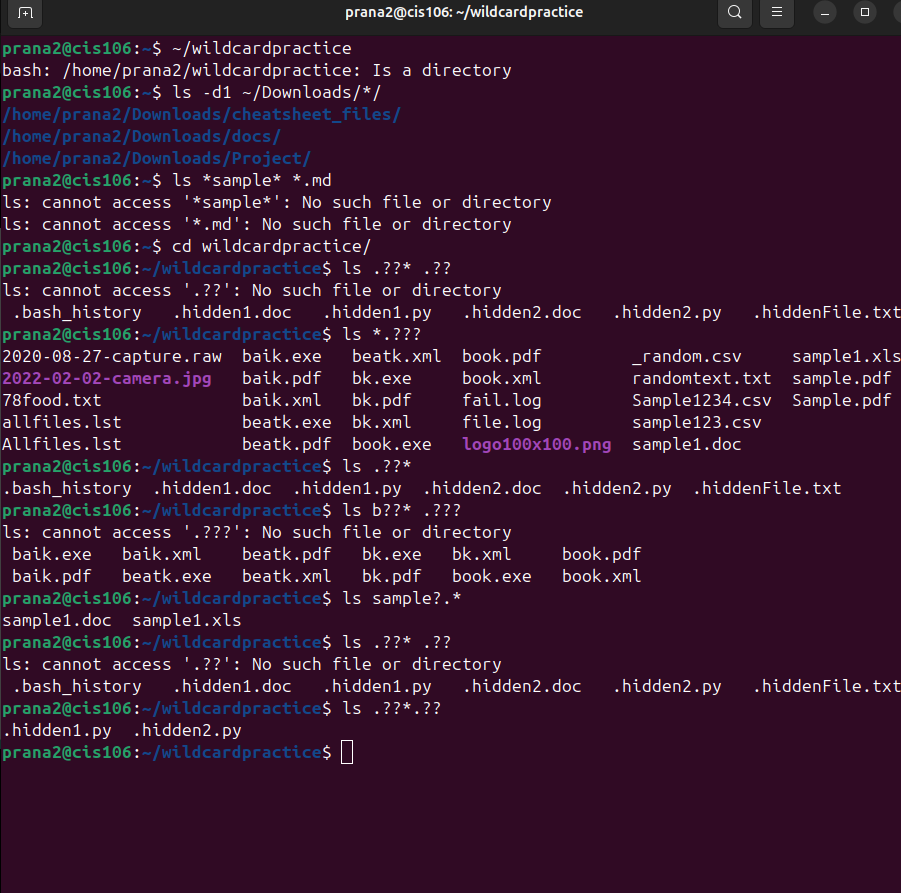 prana2@cis106: ~/wildcardpractice
prana2@cis106:~$ ~/wildcardpractice
bash: /home/prana2/wildcardpractice: Is a directory
prana2@cis106:~$ ls -d1 ~/Downloads/*/
/home/prana2/Downloads/cheatsheet_files/
/home/prana2/Downloads/docs/
/home/prana2/Downloads/Project/
prana2@cis106:~$ ls *sample* *.md
ls: cannot access '*sample*': No such file or directory
ls: cannot access '*.md': No such file or directory
prana2@cis106:~$ cd wildcardpractice/
prana2@cis106:~/wildcardpractice$ ls .??* .??
ls: cannot access '.??': No such file or directory
 .bash_history   .hidden1.doc   .hidden1.py   .hidden2.doc   .hidden2.py   .hiddenFile.txt
prana2@cis106:~/wildcardpractice$ ls *.???
2020-08-27-capture.raw  baik.exe   beatk.xml  book.pdf         _random.csv     sample1.xls
2022-02-02-camera.jpg   baik.pdf   bk.exe     book.xml         randomtext.txt  sample.pdf
78food.txt              baik.xml   bk.pdf     fail.log         Sample1234.csv  Sample.pdf
allfiles.lst            beatk.exe  bk.xml     file.log         sample123.csv
Allfiles.lst            beatk.pdf  book.exe   logo100x100.png  sample1.doc
prana2@cis106:~/wildcardpractice$ ls .??*
.bash_history  .hidden1.doc  .hidden1.py  .hidden2.doc  .hidden2.py  .hiddenFile.txt
prana2@cis106:~/wildcardpractice$ ls b??* .???
ls: cannot access '.???': No such file or directory
 baik.exe   baik.xml    beatk.pdf   bk.exe   bk.xml     book.pdf
 baik.pdf   beatk.exe   beatk.xml   bk.pdf   book.exe   book.xml
prana2@cis106:~/wildcardpractice$ ls sample?.*
sample1.doc  sample1.xls
prana2@cis106:~/wildcardpractice$ ls .??* .??
ls: cannot access '.??': No such file or directory
 .bash_history   .hidden1.doc   .hidden1.py   .hidden2.doc   .hidden2.py   .hiddenFile.txt
prana2@cis106:~/wildcardpractice$ ls .??*.??
.hidden1.py  .hidden2.py
prana2@cis106:~/wildcardpractice$